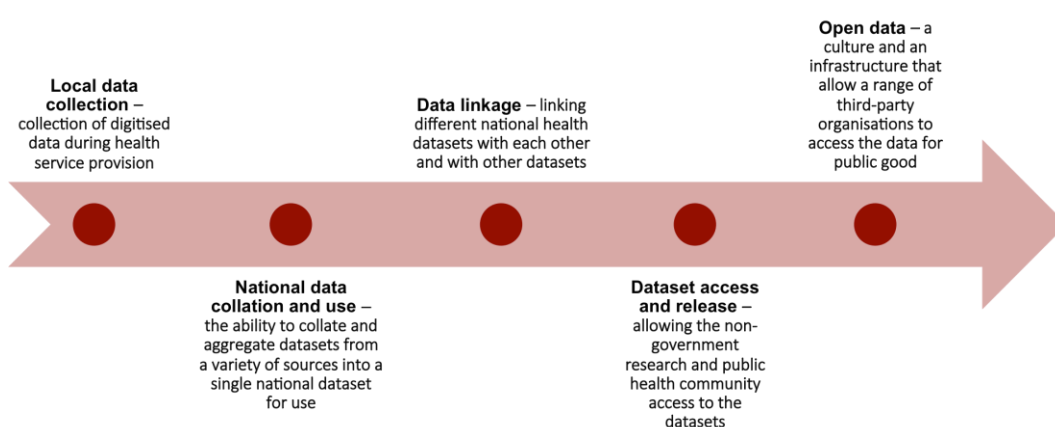 Local data
collection –
collection of digitised
data during health
service provision
National data
collation and use –
the ability to collate and
aggregate datasets from
a variety of sources into a
single national dataset
for use
Data linkage – linking
different national health
datasets with each other
and with other datasets
Dataset access
and release –
allowing the non-
government
research and public
health community
access to the
datasets
Open data – a
culture and an
infrastructure that
allow a range of
third-party
organisations to
access the data for
public good